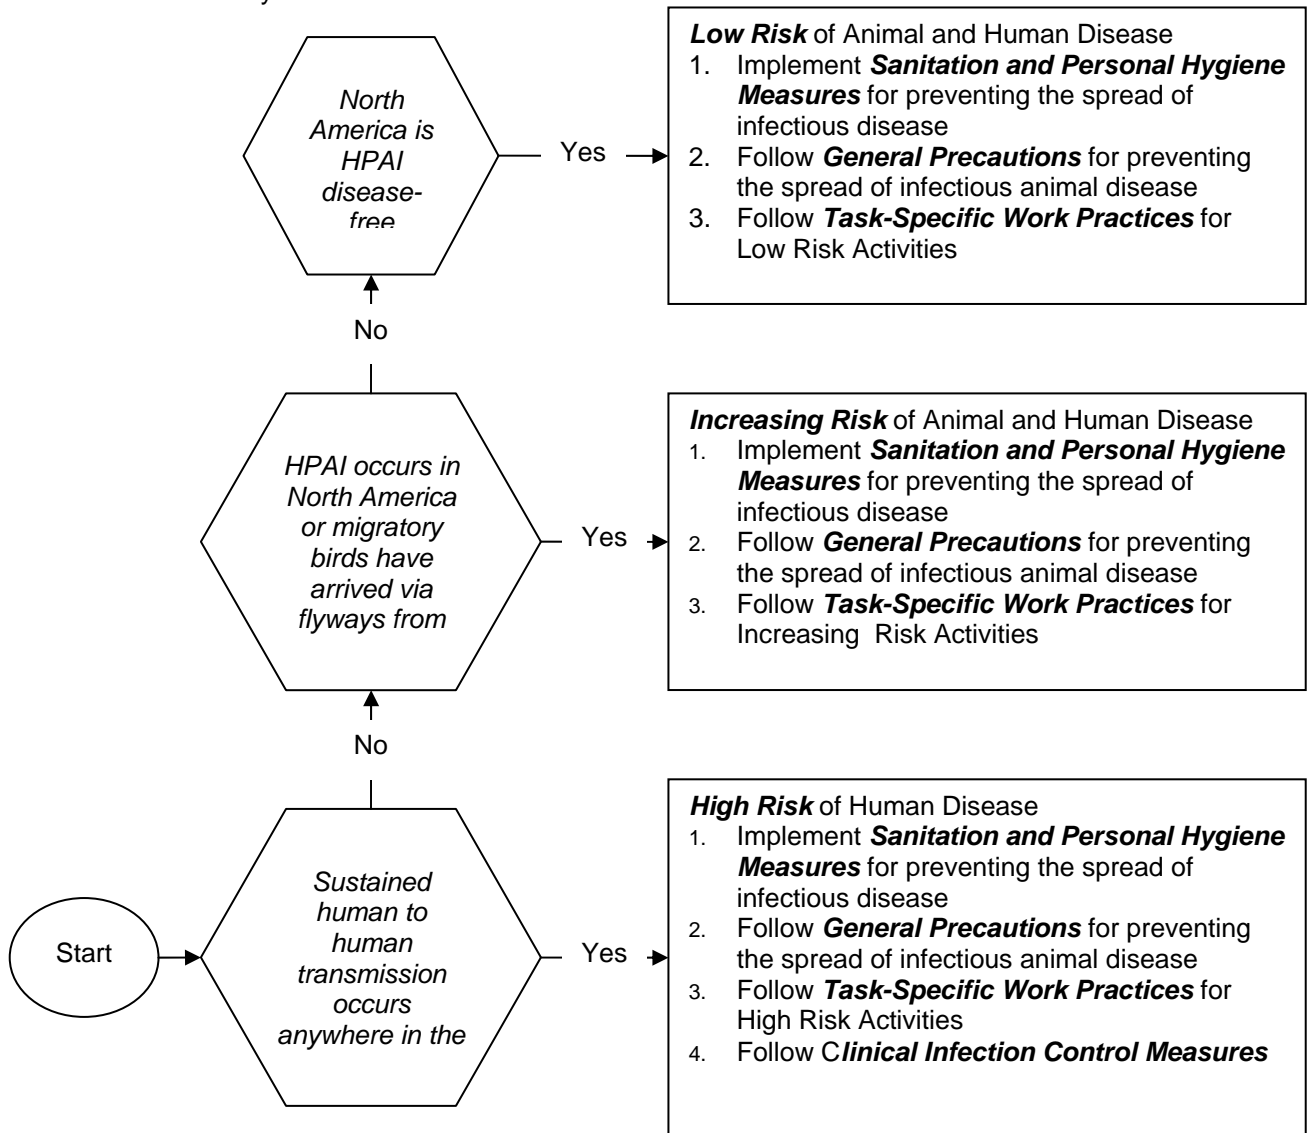 North
America is
HPAI
disease-
free
Yes
Low Risk of Animal and Human Disease
1. Implement Sanitation and Personal Hygiene
Measures for preventing the spread of
infectious disease
2. Follow General Precautions for preventing
the spread of infectious animal disease
3. Follow Task-Specific Work Practices for
Low Risk Activities
No
HPAI occurs in
North America
or migratory
birds have
arrived via
flyways from
Yes
Increasing Risk of Animal and Human Disease
1. Implement Sanitation and Personal Hygiene
Measures for preventing the spread of
infectious disease
2. Follow General Precautions for preventing
the spread of infectious animal disease
3. Follow Task-Specific Work Practices for
Increasing Risk Activities
No
Start
Sustained
human to
human
transmission
occurs
anywhere in the
Yes
High Risk of Human Disease
1. Implement Sanitation and Personal Hygiene
Measures for preventing the spread of
infectious disease
2. Follow General Precautions for preventing
the spread of infectious animal disease
3. Follow Task-Specific Work Practices for
High Risk Activities
4. Follow Clinical Infection Control Measures